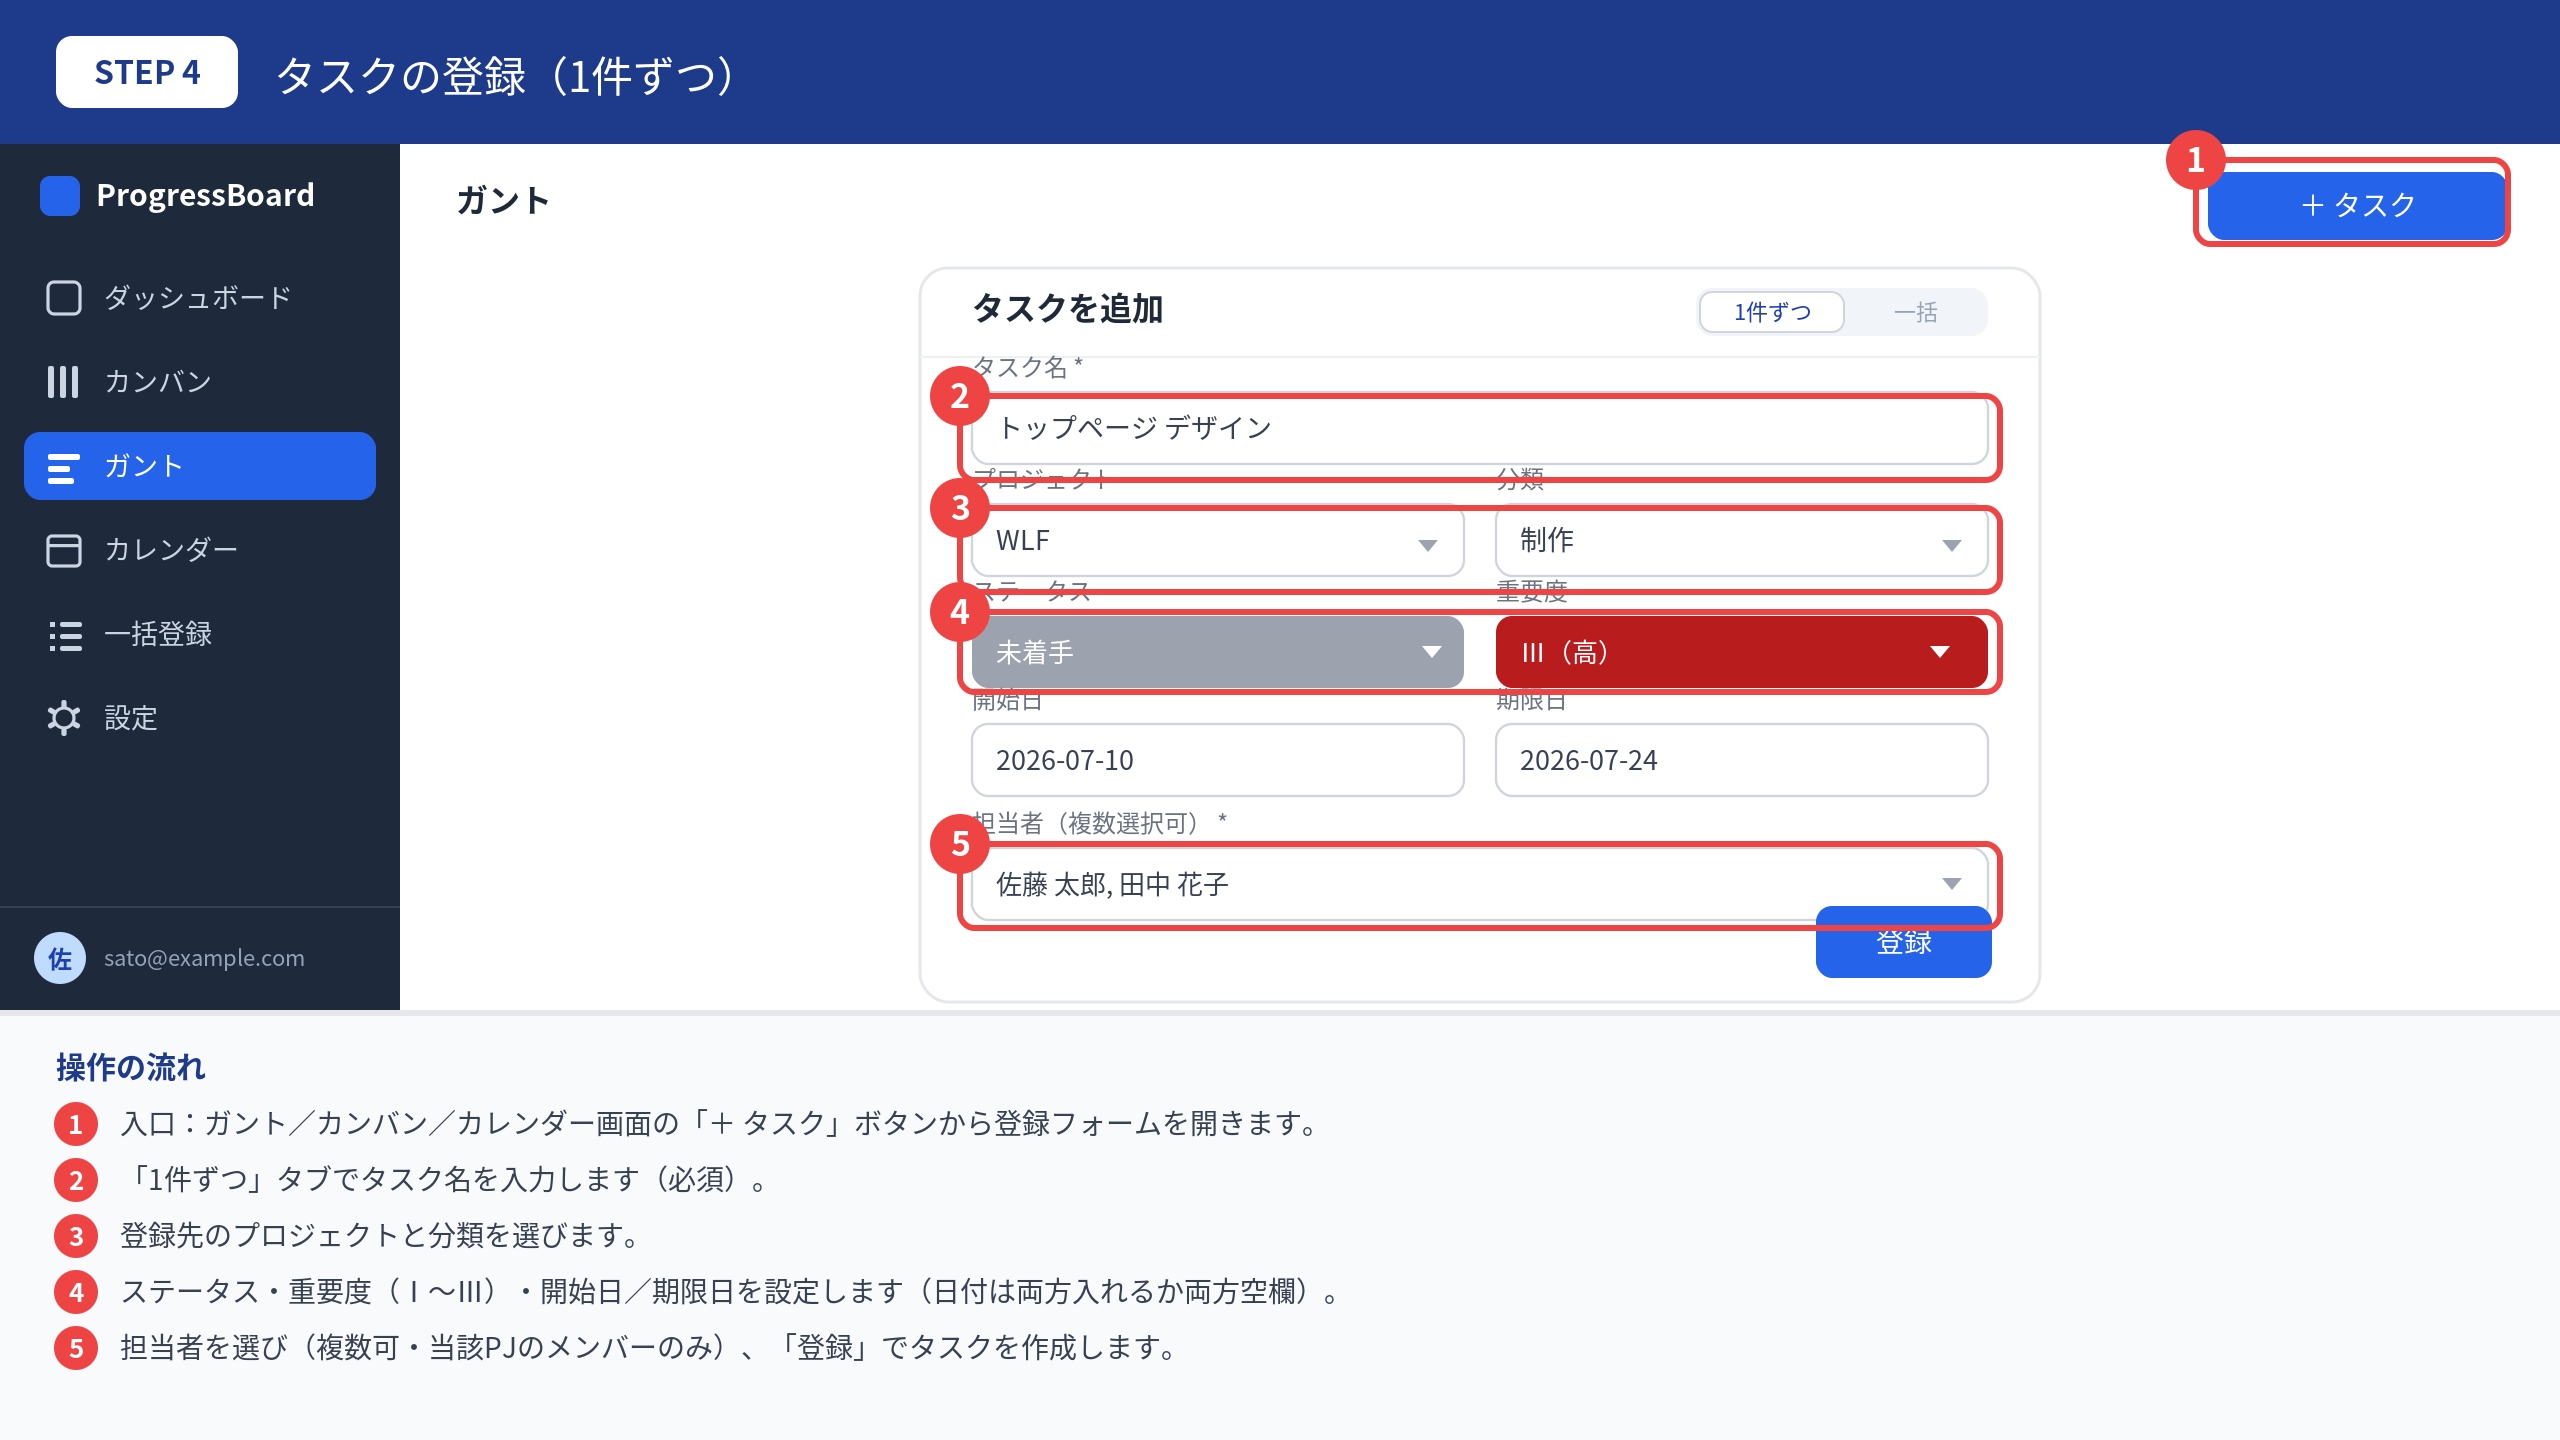 STEP 4
タスクの登録（1件ずつ）
ProgressBoard
ダッシュボード
カンバン
ガント
カレンダー
一括登録
設定
佐 sato@example.com
ガント
1
＋ タスク
タスクを追加
1件ずつ 一括
タスク名 *
2
トップページ デザイン
プロジェクト 分類
3
WLF 制作
ステータス 重要度
4
未着手 Ⅲ（高）
開始日 期限日
2026-07-10 2026-07-24
担当者（複数選択可） *
5
佐藤 太郎, 田中 花子
登録
操作の流れ
1 入口：ガント／カンバン／カレンダー画面の「＋ タスク」ボタンから登録フォームを開きます。
2 「1件ずつ」タブでタスク名を入力します（必須）。
3 登録先のプロジェクトと分類を選びます。
4 ステータス・重要度（Ⅰ～Ⅲ）・開始日／期限日を設定します（日付は両方入れるか両方空欄）。
5 担当者を選び（複数可・当該PJのメンバーのみ）、「登録」でタスクを作成します。